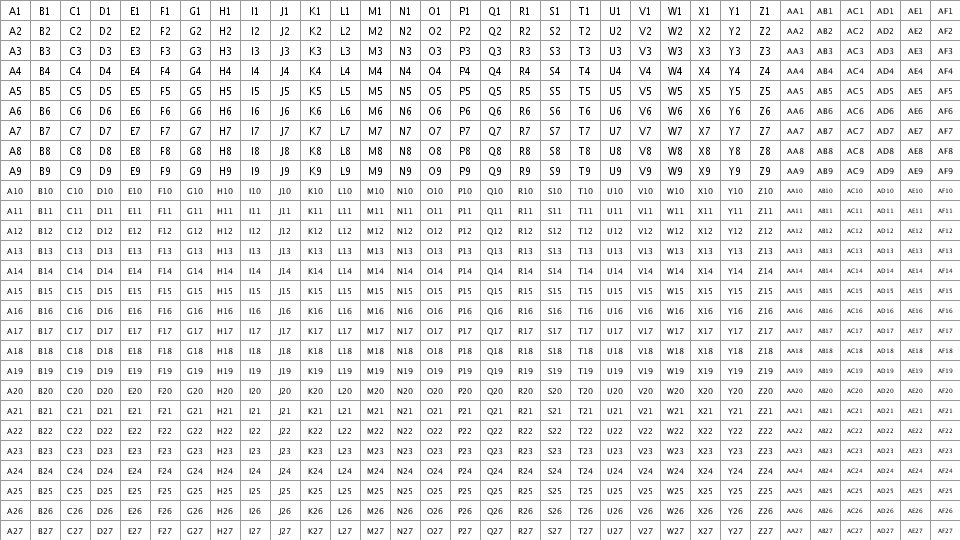 A1 B1 C1 D1 E1 F1 G1 H1 I1 J1 K1 L1 M1 N1 O1 P1 Q1 R1 S1 T1 U1 V1 W1 X1 Y1 Z1 AA1 AB1 AC1 AD1 AE1 AF1
A2 B2 C2 D2 E2 F2 G2 H2 I2 J2 K2 L2 M2 N2 O2 P2 Q2 R2 S2 T2 U2 V2 W2 X2 Y2 Z2 AA2 AB2 AC2 AD2 AE2 AF2
A3 B3 C3 D3 E3 F3 G3 H3 I3 J3 K3 L3 M3 N3 O3 P3 Q3 R3 S3 T3 U3 V3 W3 X3 Y3 Z3 AA3 AB3 AC3 AD3 AE3 AF3
A4 B4 C4 D4 E4 F4 G4 H4 I4 J4 K4 L4 M4 N4 O4 P4 Q4 R4 S4 T4 U4 V4 W4 X4 Y4 Z4 AA4 AB4 AC4 AD4 AE4 AF4
A5 B5 C5 D5 E5 F5 G5 H5 I5 J5 K5 L5 M5 N5 O5 P5 Q5 R5 S5 T5 U5 V5 W5 X5 Y5 Z5 AA5 AB5 AC5 AD5 AE5 AF5
A6 B6 C6 D6 E6 F6 G6 H6 I6 J6 K6 L6 M6 N6 O6 P6 Q6 R6 S6 T6 U6 V6 W6 X6 Y6 Z6 AA6 AB6 AC6 AD6 AE6 AF6
A7 B7 C7 D7 E7 F7 G7 H7 I7 J7 K7 L7 M7 N7 O7 P7 Q7 R7 S7 T7 U7 V7 W7 X7 Y7 Z7 AA7 AB7 AC7 AD7 AE7 AF7
A8 B8 C8 D8 E8 F8 G8 H8 I8 J8 K8 L8 M8 N8 O8 P8 Q8 R8 S8 T8 U8 V8 W8 X8 Y8 Z8 AA8 AB8 AC8 AD8 AE8 AF8
A9 B9 C9 D9 E9 F9 G9 H9 I9 J9 K9 L9 M9 N9 O9 P9 Q9 R9 S9 T9 U9 V9 W9 X9 Y9 Z9 AA9 AB9 AC9 AD9 AE9 AF9
A10 B10 C10 D10 E10 F10 G10 H10 I10 J10 K10 L10 M10 N10 O10 P10 Q10 R10 S10 T10 U10 V10 W10 X10 Y10 Z10 AA10 AB10 AC10 AD10 AE10 AF10
A11 B11 C11 D11 E11 F11 G11 H11 I11 J11 K11 L11 M11 N11 O11 P11 Q11 R11 S11 T11 U11 V11 W11 X11 Y11 Z11 AA11 AB11 AC11 AD11 AE11 AF11
A12 B12 C12 D12 E12 F12 G12 H12 I12 J12 K12 L12 M12 N12 O12 P12 Q12 R12 S12 T12 U12 V12 W12 X12 Y12 Z12 AA12 AB12 AC12 AD12 AE12 AF12
A13 B13 C13 D13 E13 F13 G13 H13 I13 J13 K13 L13 M13 N13 O13 P13 Q13 R13 S13 T13 U13 V13 W13 X13 Y13 Z13 AA13 AB13 AC13 AD13 AE13 AF13
A14 B14 C14 D14 E14 F14 G14 H14 I14 J14 K14 L14 M14 N14 O14 P14 Q14 R14 S14 T14 U14 V14 W14 X14 Y14 Z14 AA14 AB14 AC14 AD14 AE14 AF14
A15 B15 C15 D15 E15 F15 G15 H15 I15 J15 K15 L15 M15 N15 O15 P15 Q15 R15 S15 T15 U15 V15 W15 X15 Y15 Z15 AA15 AB15 AC15 AD15 AE15 AF15
A16 B16 C16 D16 E16 F16 G16 H16 I16 J16 K16 L16 M16 N16 O16 P16 Q16 R16 S16 T16 U16 V16 W16 X16 Y16 Z16 AA16 AB16 AC16 AD16 AE16 AF16
A17 B17 C17 D17 E17 F17 G17 H17 I17 J17 K17 L17 M17 N17 O17 P17 Q17 R17 S17 T17 U17 V17 W17 X17 Y17 Z17 AA17 AB17 AC17 AD17 AE17 AF17
A18 B18 C18 D18 E18 F18 G18 H18 I18 J18 K18 L18 M18 N18 O18 P18 Q18 R18 S18 T18 U18 V18 W18 X18 Y18 Z18 AA18 AB18 AC18 AD18 AE18 AF18
A19 B19 C19 D19 E19 F19 G19 H19 I19 J19 K19 L19 M19 N19 O19 P19 Q19 R19 S19 T19 U19 V19 W19 X19 Y19 Z19 AA19 AB19 AC19 AD19 AE19 AF19
A20 B20 C20 D20 E20 F20 G20 H20 I20 J20 K20 L20 M20 N20 O20 P20 Q20 R20 S20 T20 U20 V20 W20 X20 Y20 Z20 AA20 AB20 AC20 AD20 AE20 AF20
A21 B21 C21 D21 E21 F21 G21 H21 I21 J21 K21 L21 M21 N21 O21 P21 Q21 R21 S21 T21 U21 V21 W21 X21 Y21 Z21 AA21 AB21 AC21 AD21 AE21 AF21
A22 B22 C22 D22 E22 F22 G22 H22 I22 J22 K22 L22 M22 N22 O22 P22 Q22 R22 S22 T22 U22 V22 W22 X22 Y22 Z22 AA22 AB22 AC22 AD22 AE22 AF22
A23 B23 C23 D23 E23 F23 G23 H23 I23 J23 K23 L23 M23 N23 O23 P23 Q23 R23 S23 T23 U23 V23 W23 X23 Y23 Z23 AA23 AB23 AC23 AD23 AE23 AF23
A24 B24 C24 D24 E24 F24 G24 H24 I24 J24 K24 L24 M24 N24 O24 P24 Q24 R24 S24 T24 U24 V24 W24 X24 Y24 Z24 AA24 AB24 AC24 AD24 AE24 AF24
A25 B25 C25 D25 E25 F25 G25 H25 I25 J25 K25 L25 M25 N25 O25 P25 Q25 R25 S25 T25 U25 V25 W25 X25 Y25 Z25 AA25 AB25 AC25 AD25 AE25 AF25
A26 B26 C26 D26 E26 F26 G26 H26 I26 J26 K26 L26 M26 N26 O26 P26 Q26 R26 S26 T26 U26 V26 W26 X26 Y26 Z26 AA26 AB26 AC26 AD26 AE26 AF26
A27 B27 C27 D27 E27 F27 G27 H27 I27 J27 K27 L27 M27 N27 O27 P27 Q27 R27 S27 T27 U27 V27 W27 X27 Y27 Z27 AA27 AB27 AC27 AD27 AE27 AF27